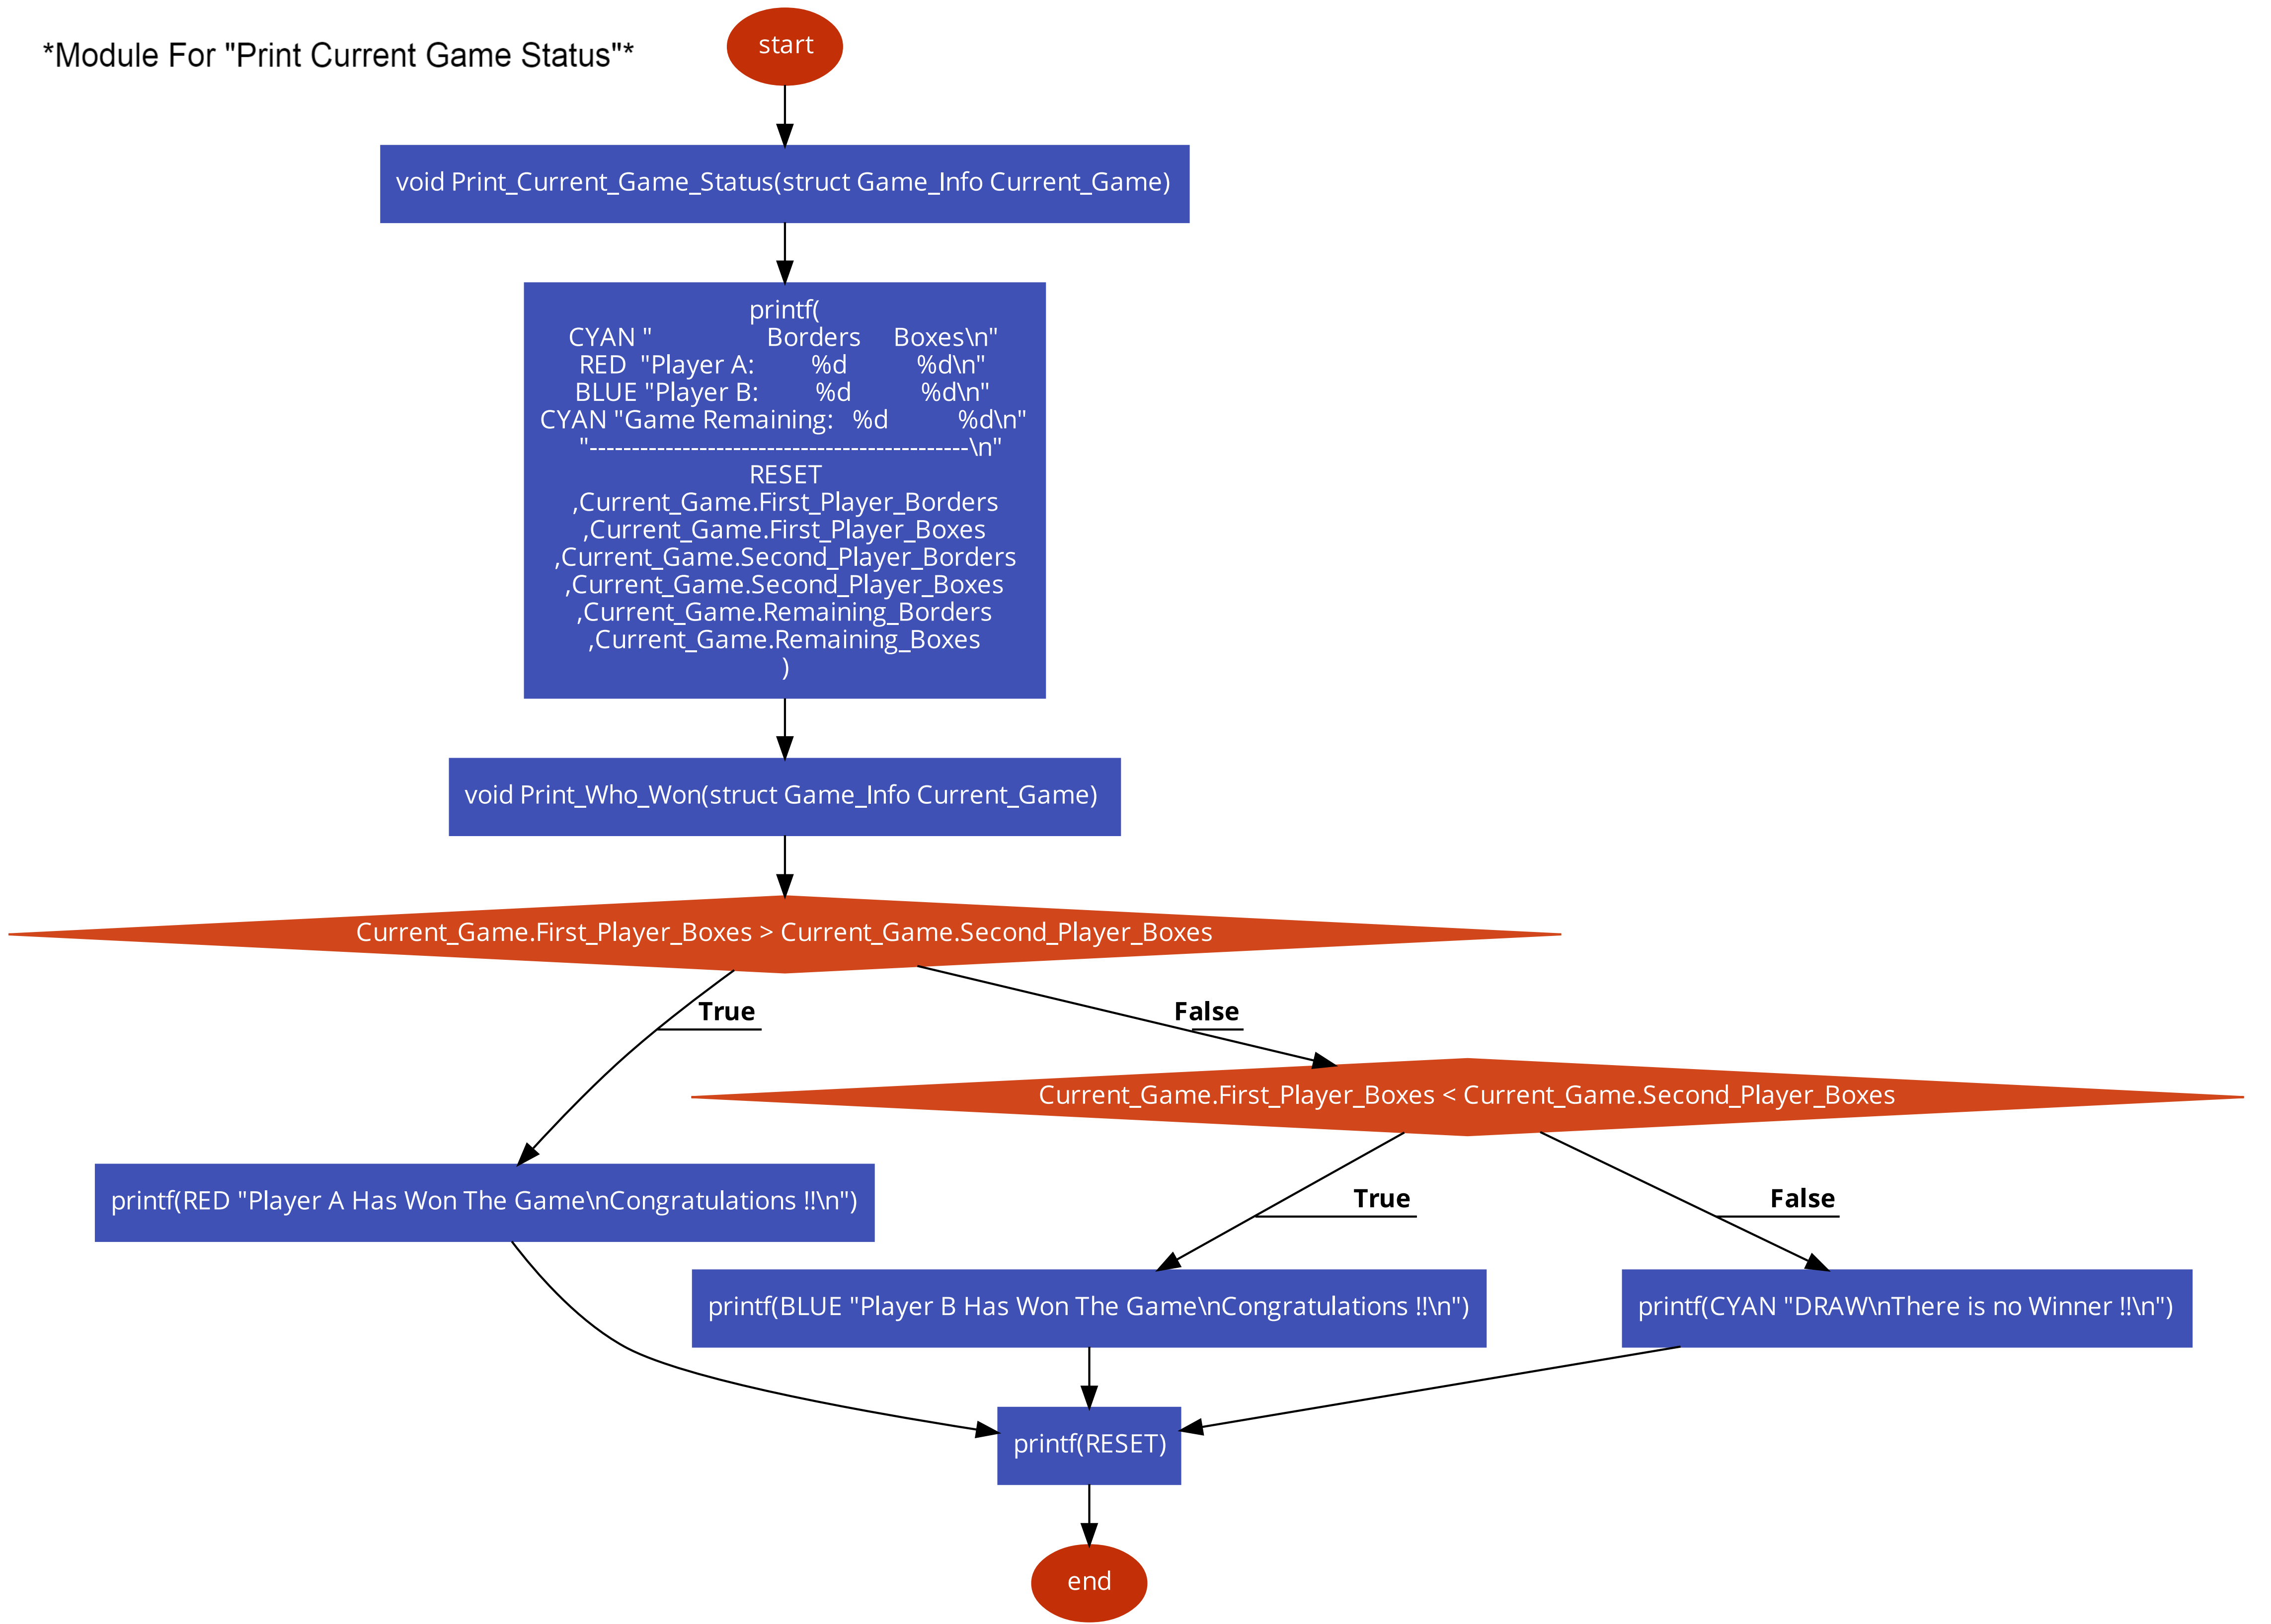 *Module For "Print Current Game Status"*
start
void Print_Current_Game_Status(struct Game_Info Current_Game)
printf(
CYAN "                 Borders     Boxes\n"
RED  "Player A:         %d           %d\n"
BLUE "Player B:         %d           %d\n"
CYAN "Game Remaining:   %d           %d\n"
"---------------------------------------------\n"
RESET
,Current_Game.First_Player_Borders
,Current_Game.First_Player_Boxes
,Current_Game.Second_Player_Borders
,Current_Game.Second_Player_Boxes
,Current_Game.Remaining_Borders
,Current_Game.Remaining_Boxes
)
void Print_Who_Won(struct Game_Info Current_Game)
Current_Game.First_Player_Boxes > Current_Game.Second_Player_Boxes
True
False
Current_Game.First_Player_Boxes < Current_Game.Second_Player_Boxes
printf(RED "Player A Has Won The Game\nCongratulations !!\n")
True
False
printf(BLUE "Player B Has Won The Game\nCongratulations !!\n")
printf(CYAN "DRAW\nThere is no Winner !!\n")
printf(RESET)
end